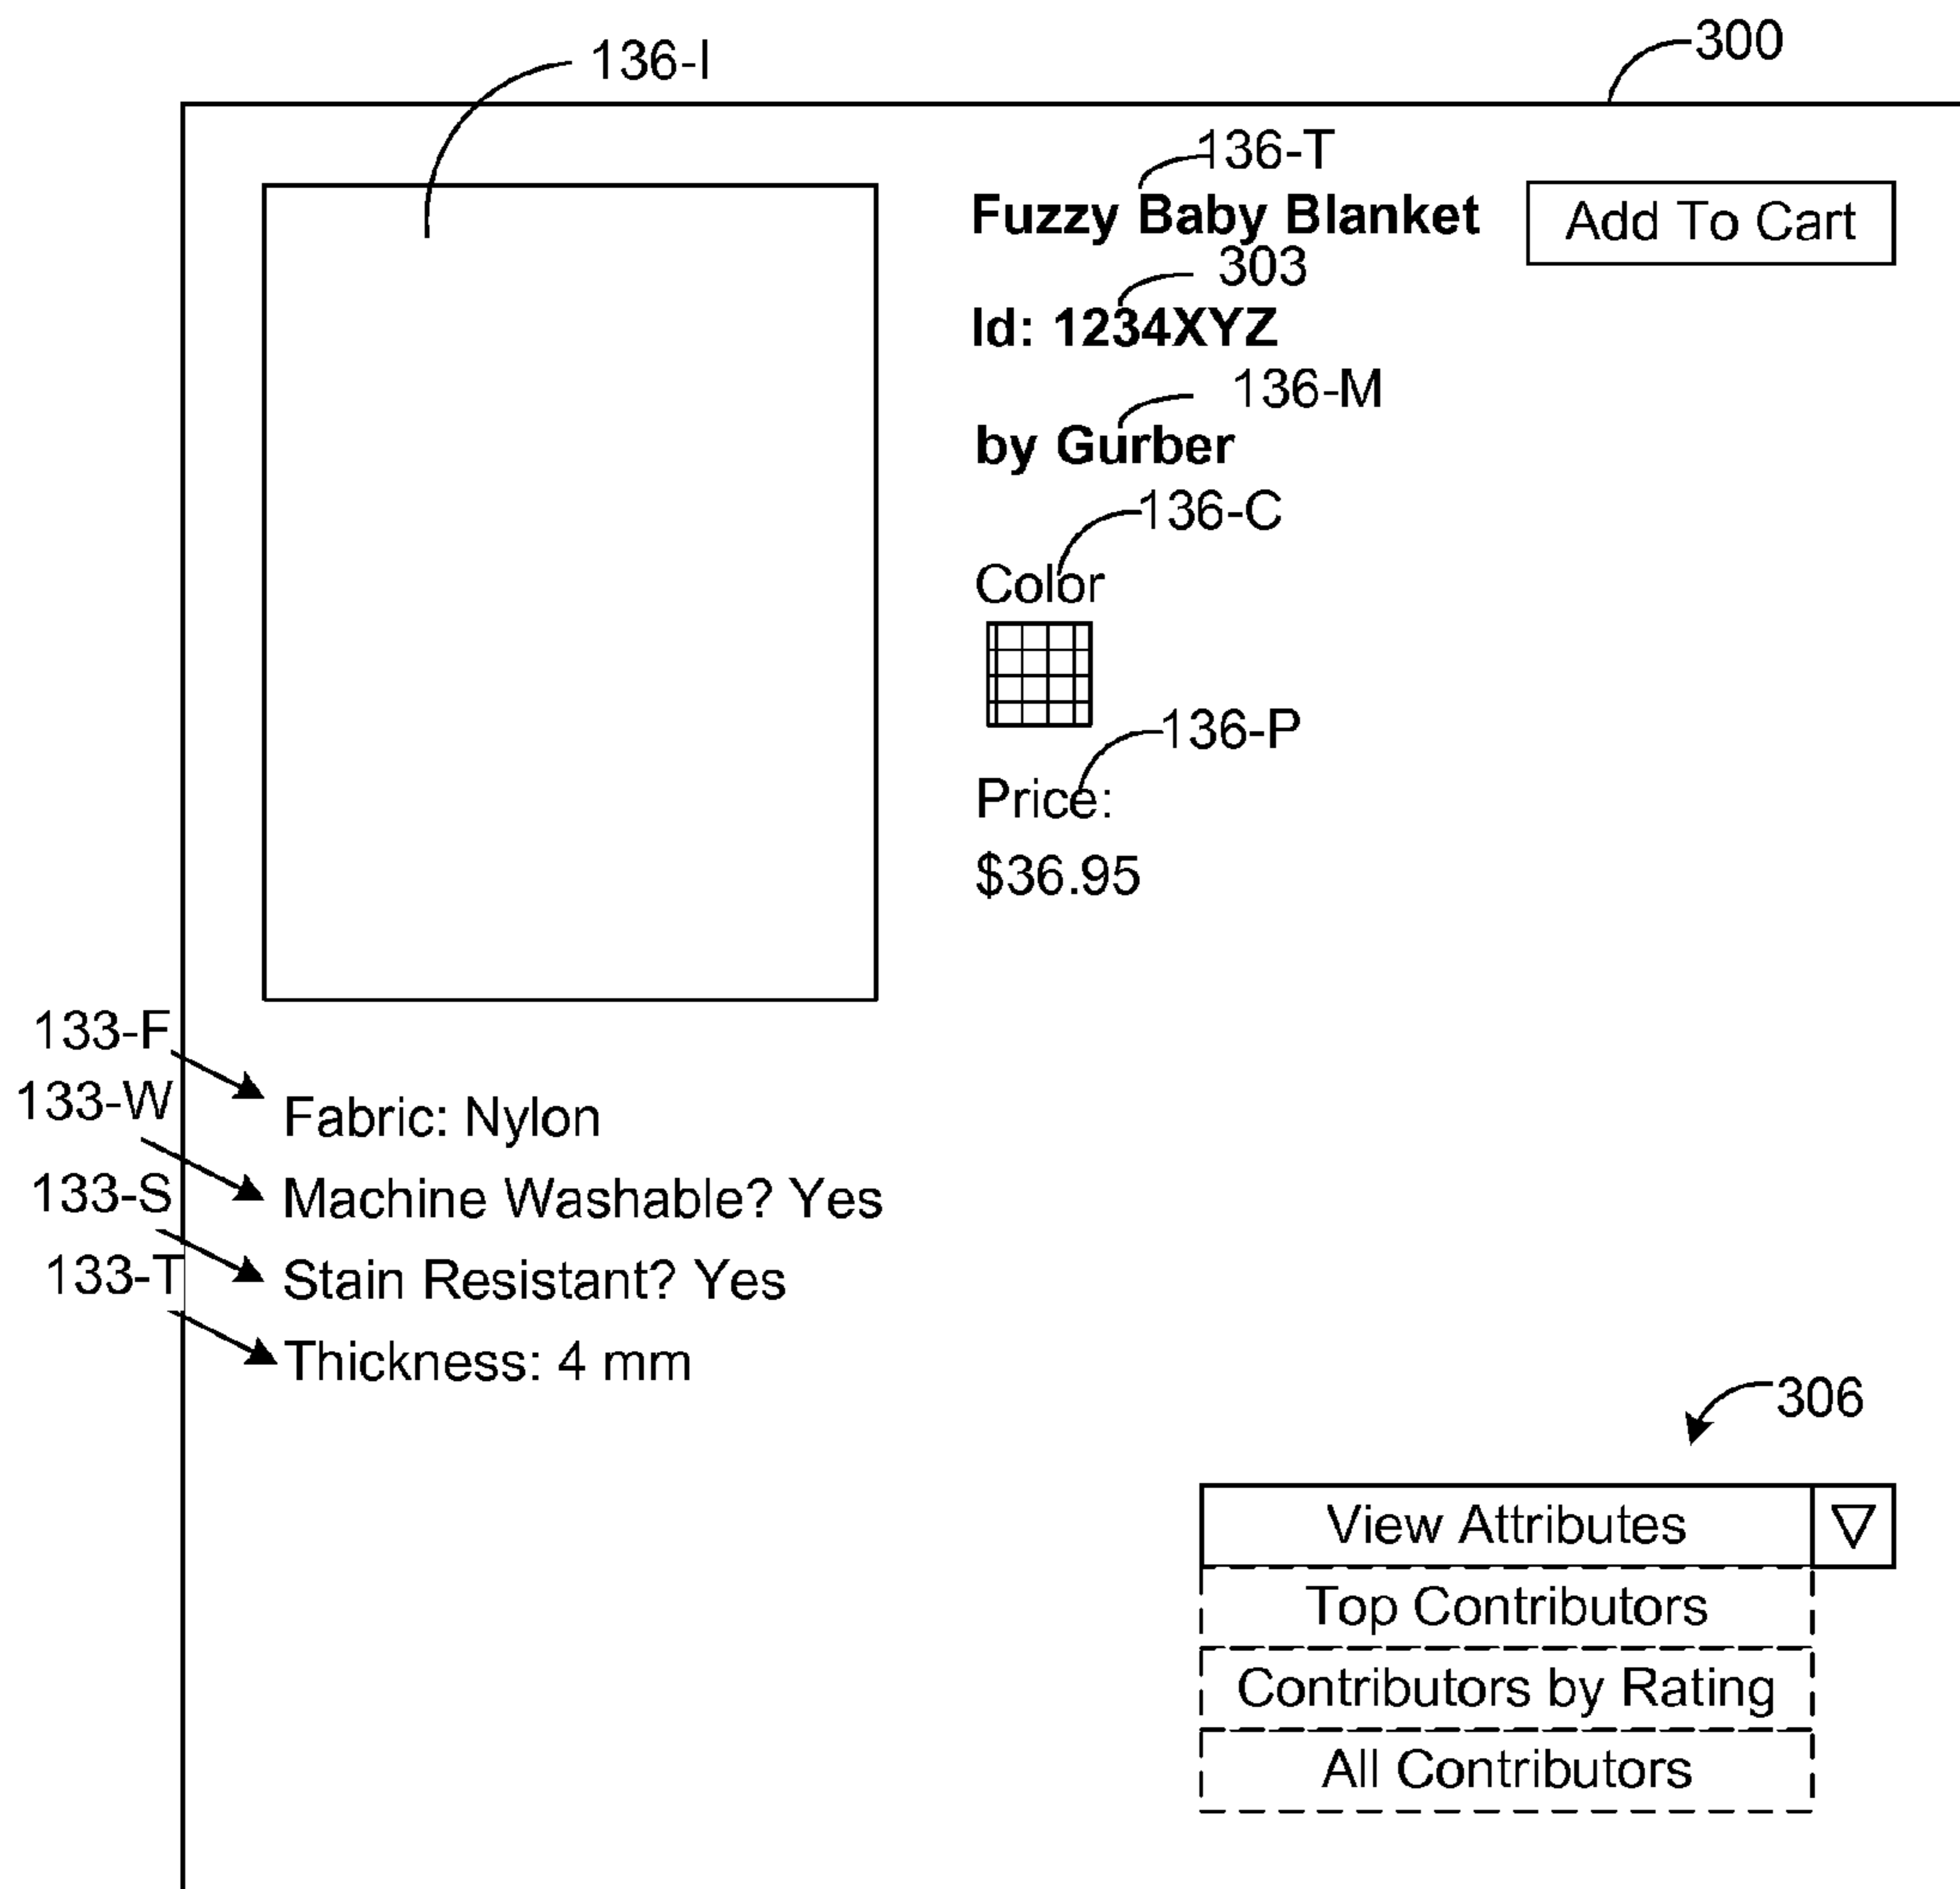 136-I
300
136-T
Fuzzy Baby Blanket
Add To Cart
303
Id: 1234XYZ
136-M
by Gurber
136-C
Color
136-P
Price:
$36.95
133-F
Fabric: Nylon
133-W
Machine Washable? Yes
133-S
Stain Resistant? Yes
133-T
Thickness: 4 mm
306
View Attributes
Top Contributors
Contributors by Rating
All Contributors